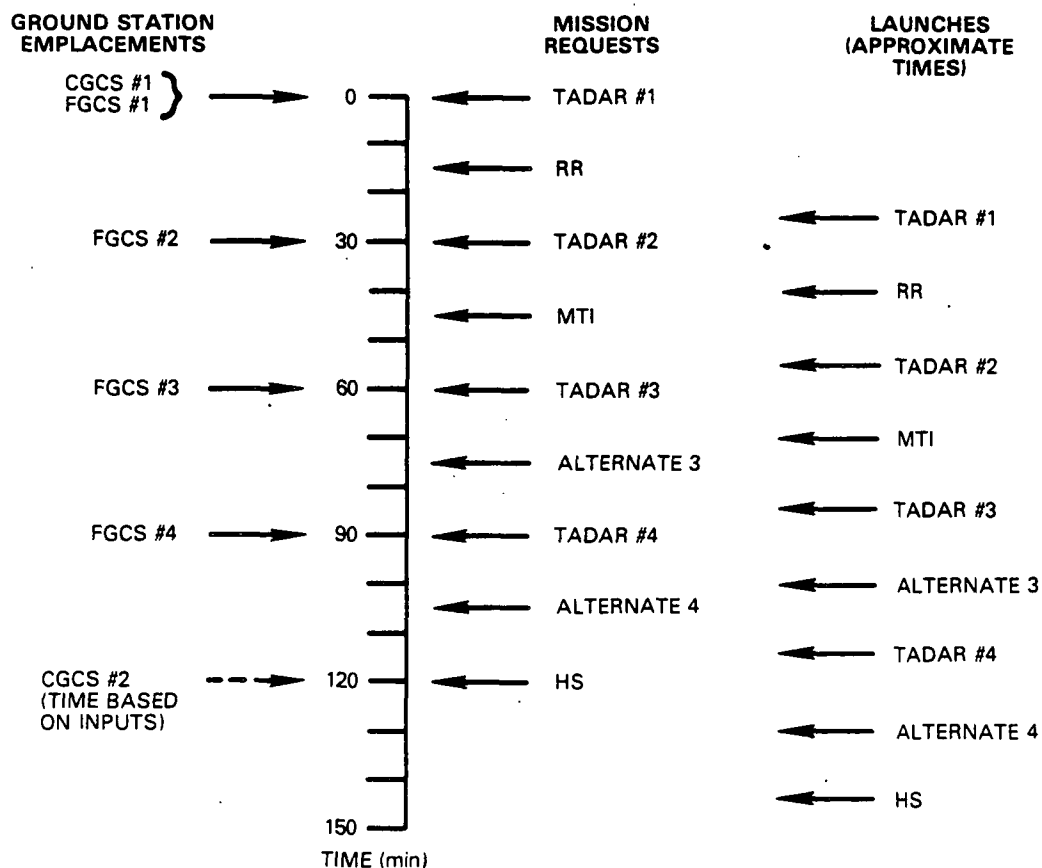 GROUND STATION
EMPLACEMENTS
MISSION
REQUESTS
LAUNCHES
(APPROXIMATE
TIMES)
CGCS #1
FGCS #1
0
TADAR #1
RR
TADAR #1
FGCS #2
30
TADAR #2
RR
MTI
TADAR #2
FGCS #3
60
TADAR #3
MTI
ALTERNATE 3
TADAR #3
FGCS #4
90
TADAR #4
ALTERNATE 3
ALTERNATE 4
TADAR #4
CGCS #2
(TIME BASED
ON INPUTS)
120
HS
ALTERNATE 4
HS
150
TIME (min)